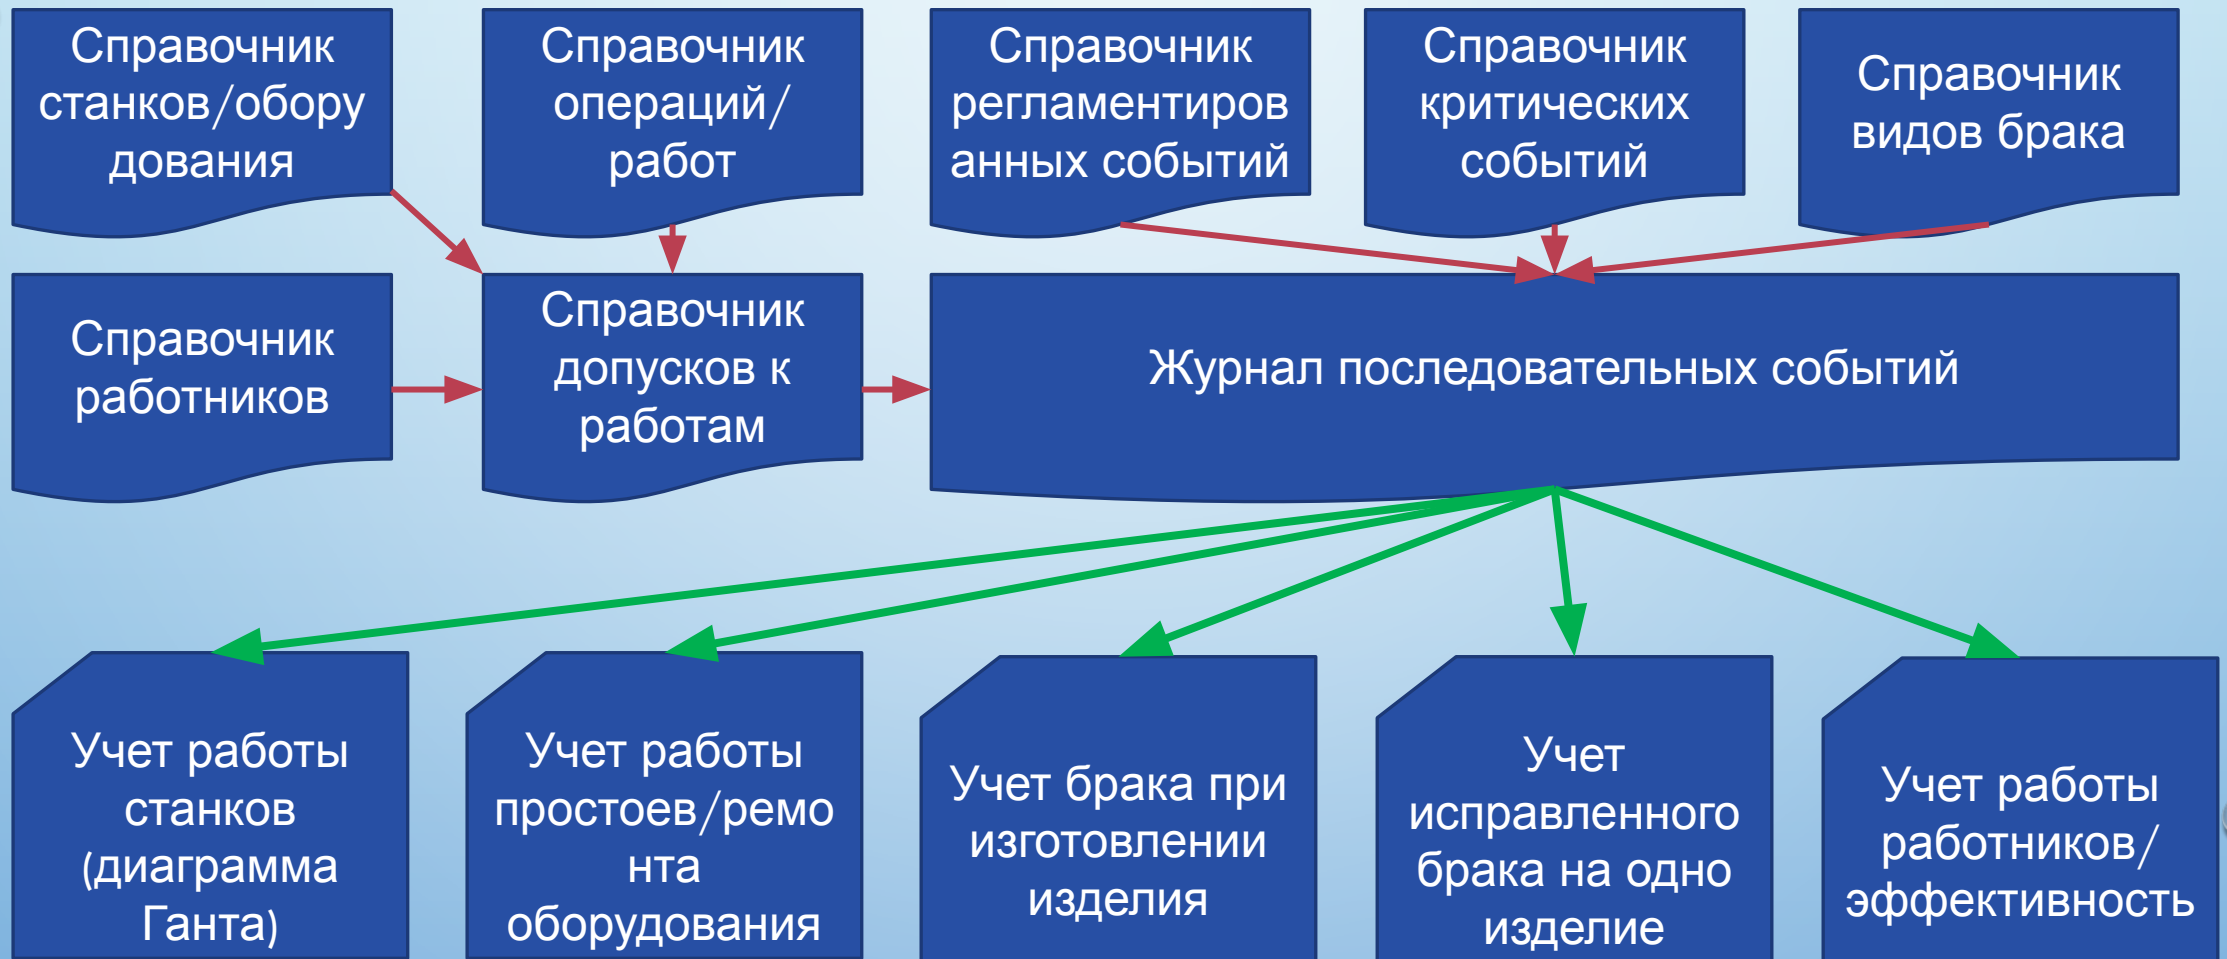 Справочник
станков/обору
дования
Справочник
операций/
работ
Справочник
регламентиров
анных событий
Справочник
критических
событий
Справочник
видов брака
Справочник
работников
Справочник
допусков к
работам
Журнал последовательных событий
Учет работы
станков
(диаграмма
Ганта)
Учет работы
простоев/ремо
нта
оборудования
Учет брака при
изготовлении
изделия
Учет
исправленного
брака на одно
изделие
Учет работы
работников/
эффективность